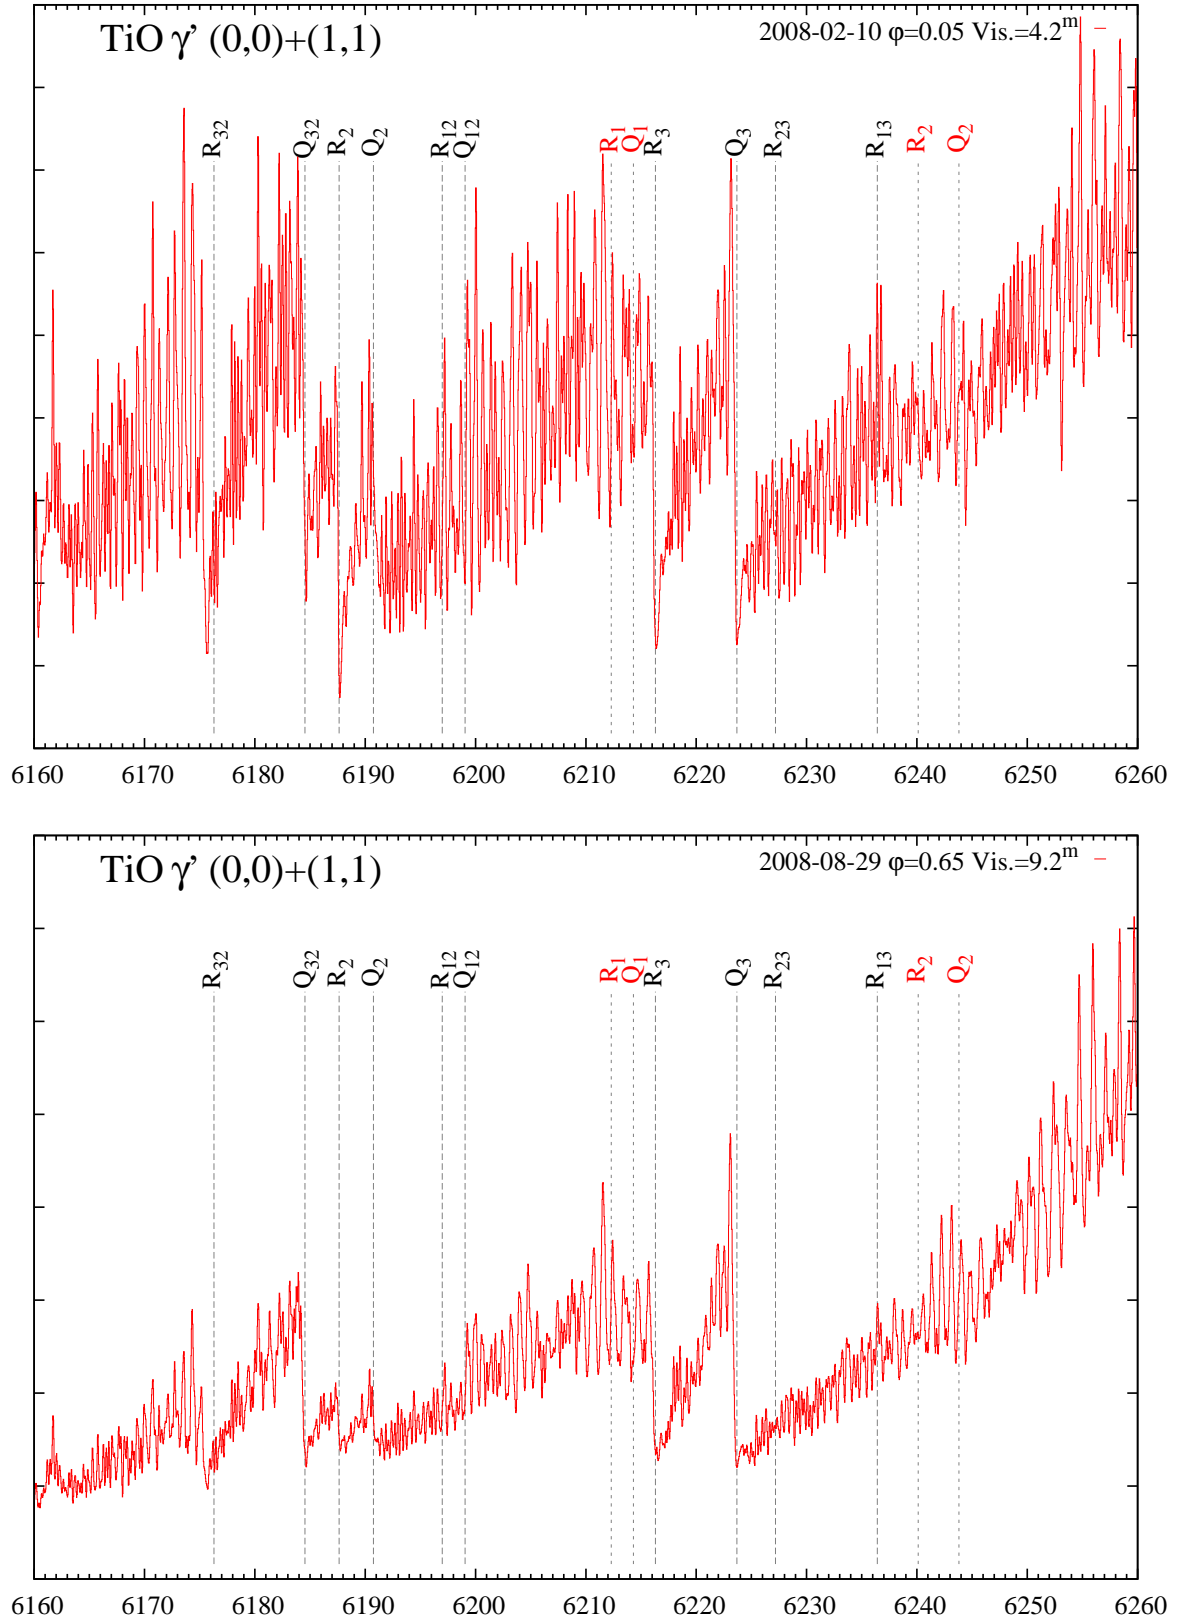 TiO γ’ (0,0)+(1,1)
2008-02-10 φ=0.05 Vis.=4.2ᵐ
R₃₂ Q₃₂ R₂ Q₂ R₁₂ Q₁₂ R₁ Q₁ R₃ Q₃ R₂₃ R₁₃ R₂ Q₂
6160 6170 6180 6190 6200 6210 6220 6230 6240 6250 6260
TiO γ’ (0,0)+(1,1)
2008-08-29 φ=0.65 Vis.=9.2ᵐ
R₃₂ Q₃₂ R₂ Q₂ R₁₂ Q₁₂ R₁ Q₁ R₃ Q₃ R₂₃ R₁₃ R₂ Q₂
6160 6170 6180 6190 6200 6210 6220 6230 6240 6250 6260